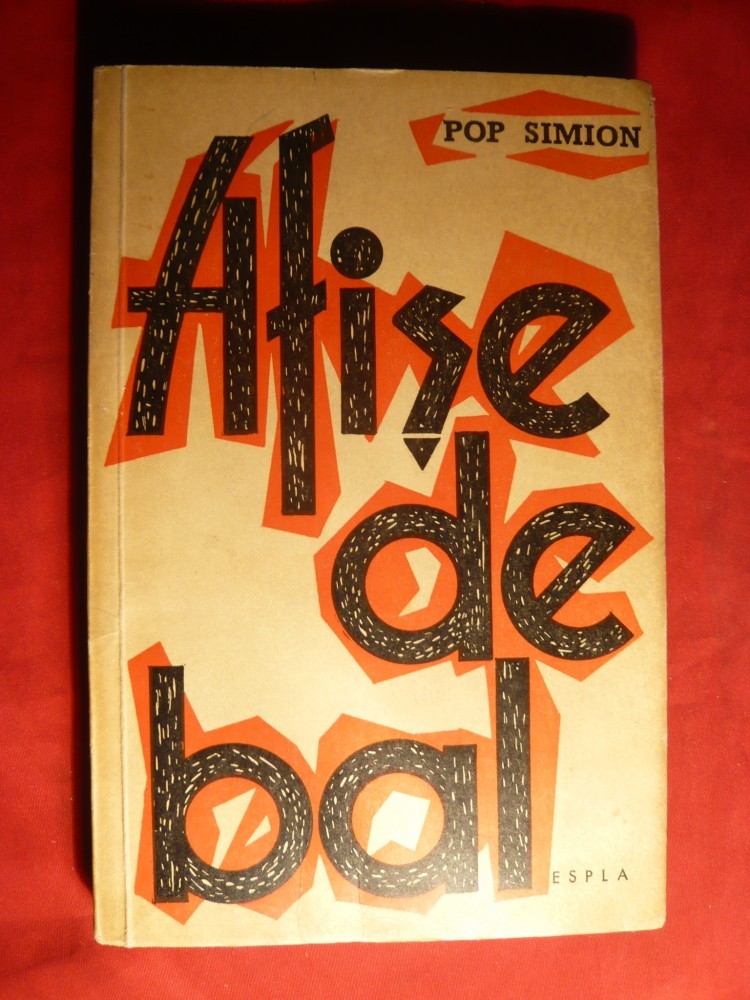 POP SIMION
Afișe
de
bal
ESPLA